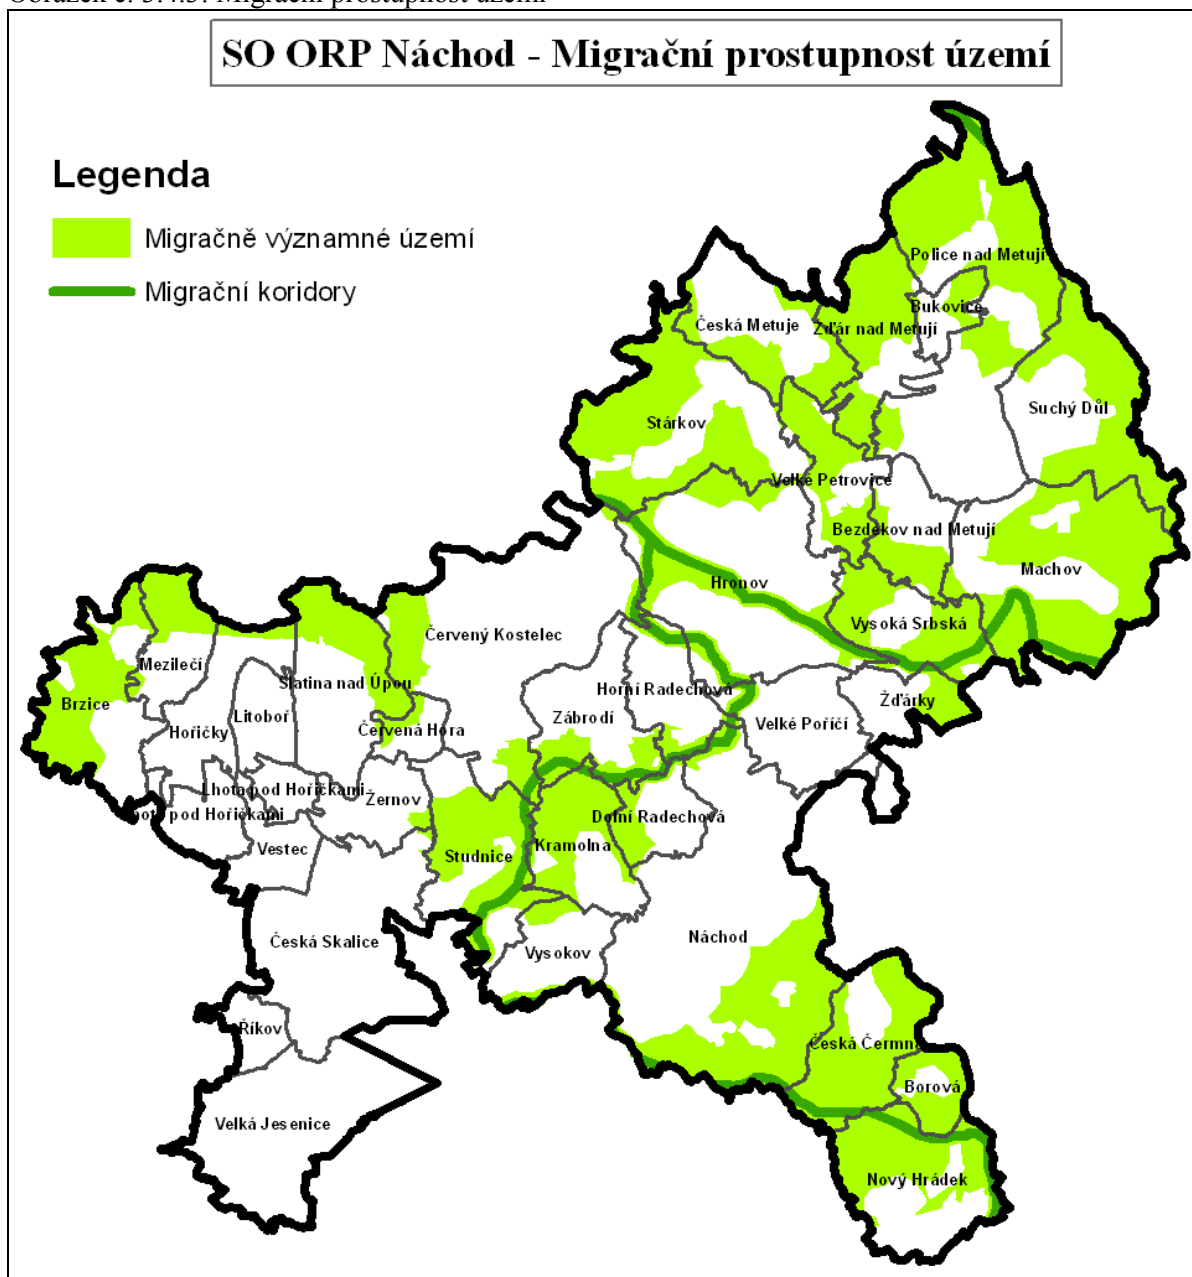 SO ORP Náchod - Migrační prostupnost území
Legenda
Migračně významné území
Migrační koridory
Police nad Metují
Bukovice
Česká Metuje
Žďár nad Metují
Suchý Důl
Stárkov
Velké Petrovice
Bezděkov nad Metují
Machov
Hronov
Vysoká Srbská
Červený Kostelec
Mezilečí
Slatina nad Úpou
Horní Radechová
Brzice
Litoboř
Zábrodí
Velké Poříčí
Žďárky
Hořičky
Červená Hora
Lhota pod Hořičkami
Žernov
pod Hořičkami
Dolní Radechová
Vestec
Studnice
Kramolna
Česká Skalice
Vysokov
Náchod
Říkov
Česká Čermná
Borová
Velká Jesenice
Nový Hrádek